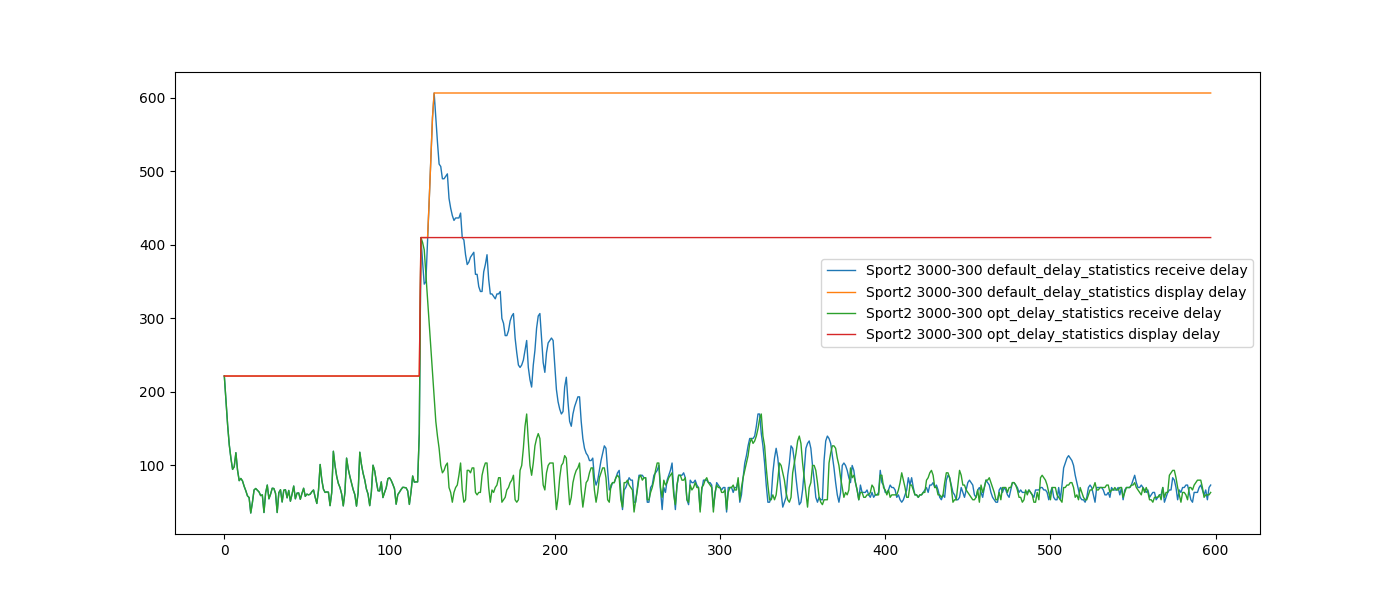 600
500
400
300
200
100
Sport2 3000-300 default_delay_statistics receive delay
Sport2 3000-300 default_delay_statistics display delay
Sport2 3000-300 opt_delay_statistics receive delay
Sport2 3000-300 opt_delay_statistics display delay
0 100 200 300 400 500 600